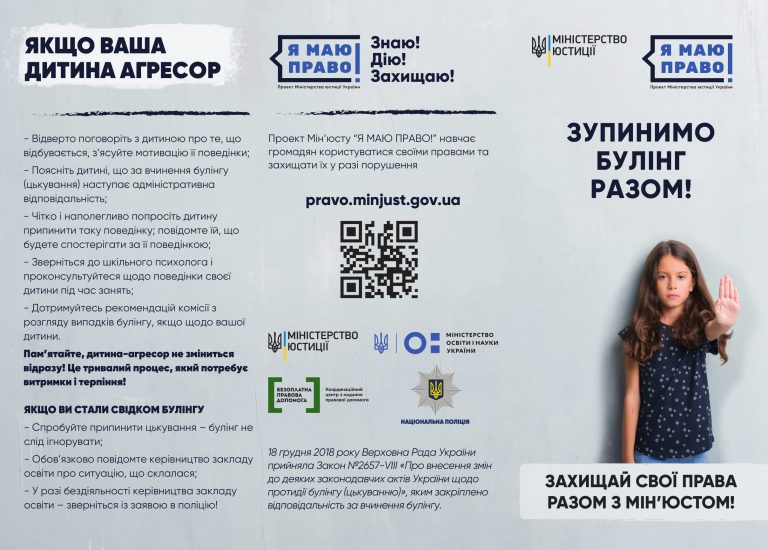 ЯКЩО ВАША
ДИТИНА АГРЕСОР
- Відверто поговоріть з дитиною про те, що
відбувається, з’ясуйте мотивацію її поведінки;
- Поясніть дитині, що за вчинення булінгу
(цькування) наступає адміністративна
відповідальність;
- Чітко і наполегливо попросіть дитину
припинити таку поведінку; повідомте їй, що
будете спостерігати за її поведінкою;
- Зверніться до шкільного психолога і
проконсультуйтеся щодо поведінки своєї
дитини під час занять;
- Дотримуйтесь рекомендацій комісії з
розгляду випадків булінгу, якщо щодо вашої
дитини.
Пам’ятайте, дитина-агресор не зміниться
відразу! Це тривалий процес, який потребує
витримки і терпіння!
ЯКЩО ВИ СТАЛИ СВІДКОМ БУЛІНГУ
- Спробуйте припинити цькування – булінг не
слід ігнорувати;
- Обов’язково повідомте керівництво закладу
освіти про ситуацію, що склалася;
- У разі бездіяльності керівництва закладу
освіти – зверніться із заявою в поліцію!
Я МАЮ
ПРАВО!
Проект Міністерства юстиції України
Знаю!
Дію!
Захищаю!
Проект Мін’юсту “Я МАЮ ПРАВО!” навчає
громадян користуватися своїми правами та
захищати їх у разі порушення
pravo.minjust.gov.ua
МІНІСТЕРСТВО
ЮСТИЦІЇ
МІНІСТЕРСТВО
ОСВІТИ І НАУКИ
УКРАЇНИ
БЕЗОПЛАТНА
ПРАВОВА
ДОПОМОГА
Координаційний
центр з надання
правової допомоги
НАЦІОНАЛЬНА ПОЛІЦІЯ
18 грудня 2018 року Верховна Рада України
прийняла Закон №2657-VIII «Про внесення змін
до деяких законодавчих актів України щодо
протидії булінгу (цькуванню)», яким закріплено
відповідальність за вчинення булінгу.
МІНІСТЕРСТВО
ЮСТИЦІЇ
Я МАЮ
ПРАВО!
Проект Міністерства юстиції України
ЗУПИНИМО
БУЛІНГ
РАЗОМ!
ЗАХИЩАЙ СВОЇ ПРАВА
РАЗОМ З МІН’ЮСТОМ!